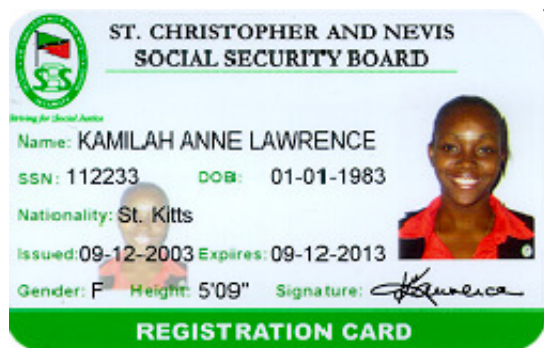 ST. CHRISTOPHER AND NEVIS
SOCIAL SECURITY BOARD
Striving for Social Justice
Name: KAMILAH ANNE LAWRENCE
SSN: 112233 DOB: 01-01-1983
Nationality: St. Kitts
Issued: 09-12-2003 Expires: 09-12-2013
Gender: F Height: 5'09" Signature: Lawrence
REGISTRATION CARD